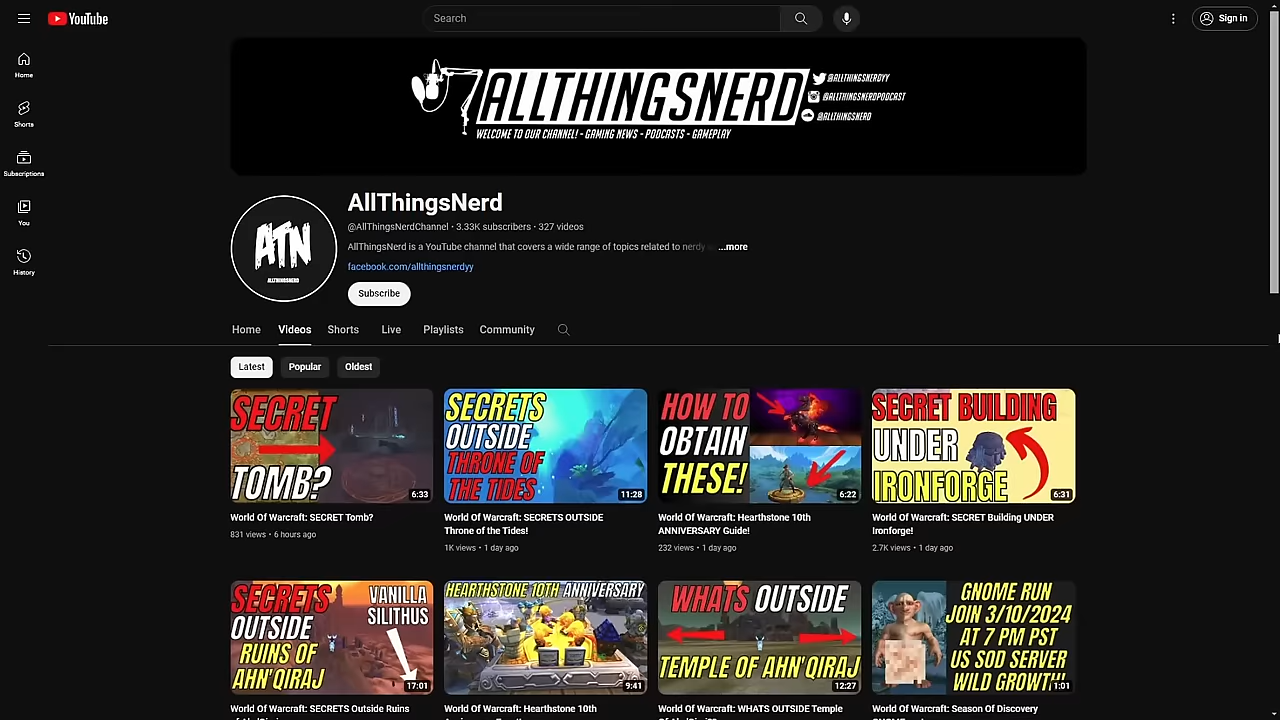 YouTube
Search
Sign in
Home
Shorts
Subscriptions
You
History
ALLTHINGSNERD
WELCOME TO OUR CHANNEL! - GAMING NEWS - PODCASTS - GAMEPLAY
@ALLTHINGSNERDYY
@ALLTHINGSNERDPODCAST
@ALLTHINGSNERD
ATN
ALLTHINGSNERD
AllThingsNerd
@AllThingsNerdChannel • 3.33K subscribers • 327 videos
AllThingsNerd is a YouTube channel that covers a wide range of topics related to nerdy ...more
facebook.com/allthingsnerdyy
Subscribe
Home Videos Shorts Live Playlists Community
Latest Popular Oldest
SECRET
TOMB?
6:33
SECRETS
OUTSIDE
THRONE OF
THE TIDES
11:28
HOW TO
OBTAIN
THESE!
6:22
SECRET BUILDING
UNDER
IRONFORGE
6:31
World Of Warcraft: SECRET Tomb?
831 views • 6 hours ago
World Of Warcraft: SECRETS OUTSIDE
Throne of the Tides!
1K views • 1 day ago
World Of Warcraft: Hearthstone 10th
ANNIVERSARY Guide!
232 views • 1 day ago
World Of Warcraft: SECRET Building UNDER
Ironforge!
2.7K views • 1 day ago
SECRETS
OUTSIDE
RUINS OF
AHN'QIRAJ
VANILLA
SILITHUS
17:01
HEARTHSTONE 10TH ANNIVERSARY
9:41
WHATS OUTSIDE
TEMPLE OF AHN'QIRAJ
12:27
GNOME RUN
JOIN 3/10/2024
AT 7 PM PST
US SOD SERVER
WILD GROWTH!
1:01
World Of Warcraft: SECRETS Outside Ruins
World Of Warcraft: Hearthstone 10th
World Of Warcraft: WHATS OUTSIDE Temple
World Of Warcraft: Season Of Discovery